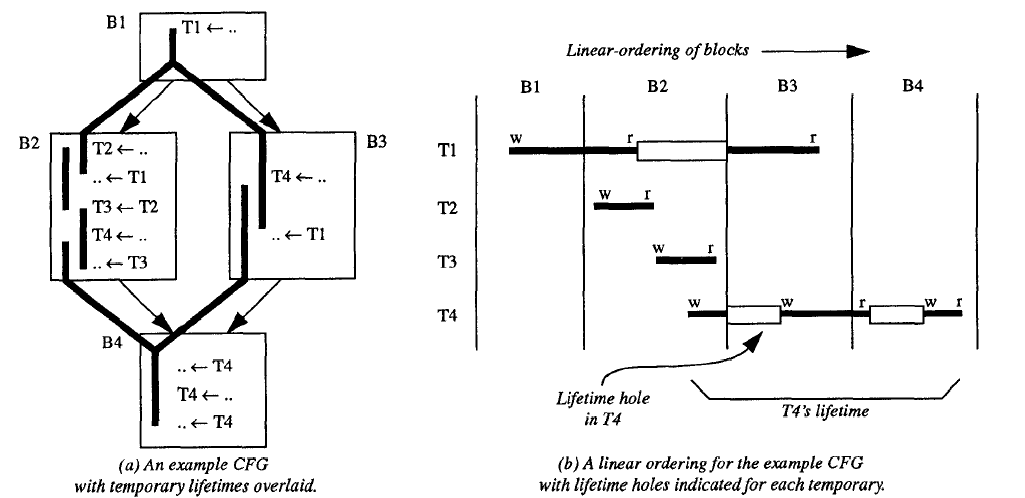 B1
T1 ← ..
B2
T2 ← ..
.. ← T1
T3 ← T2
T4 ← ..
.. ← T3
B3
T4 ← ..
.. ← T1
B4
.. ← T4
T4 ← ..
.. ← T4
(a) An example CFG
with temporary lifetimes overlaid.
Linear-ordering of blocks
B1 B2 B3 B4
T1 w r r
T2 w r
T3 w r
T4 w w r w r
Lifetime hole
in T4
T4's lifetime
(b) A linear ordering for the example CFG
with lifetime holes indicated for each temporary.